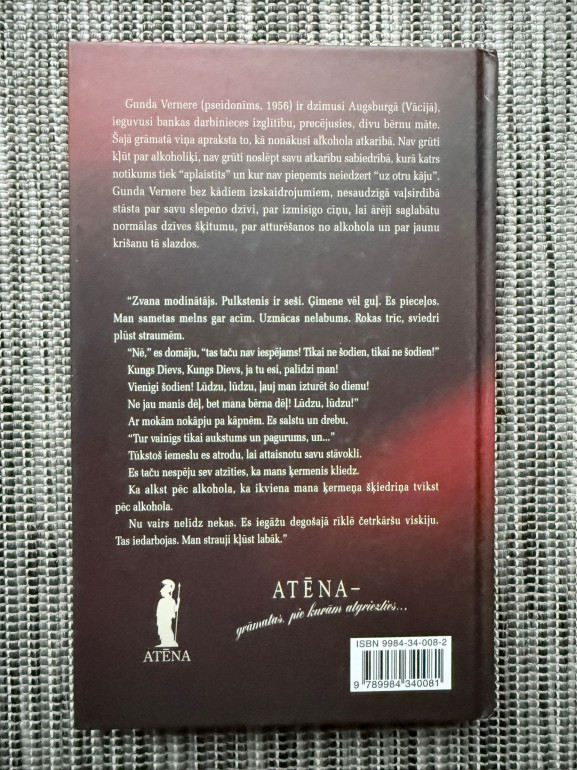 Gunda Vernere (pseidonīms, 1956) ir dzimusi Augsburgā (Vācijā),
ieguvusi bankas darbinieces izglītību, precējusies, divu bērnu māte.
Šajā grāmatā viņa apraksta to, kā nonākusi alkohola atkarībā. Nav grūti
kļūt par alkoholiķi, nav grūti noslēpt savu atkarību sabiedrībā, kurā katrs
notikums tiek “aplaistīts” un kur nav pieņemts neiedzert “uz otru kāju”.
Gunda Vernere bez kādiem izskaidrojumiem, nesaudzīgā vaļsirdībā
stāsta par savu slepeno dzīvi, par izmisīgo cīņu, lai ārēji saglabātu
normālas dzīves šķitumu, par atturēšanos no alkohola un par jaunu
krišanu tā slazdos.
“Zvana modinātājs. Pulkstenis ir seši. Ģimene vēl guļ. Es pieceļos.
Man sametas melns gar acīm. Uzmācas nelabums. Rokas trīc, sviedri
plūst straumēm.
“Nē,” es domāju, “tas taču nav iespējams! Tikai ne šodien, tikai ne šodien!”
Kungs Dievs, Kungs Dievs, ja tu esi, palīdzi man!
Vienīgi šodien! Lūdzu, lūdzu, ļauj man izturēt šo dienu!
Ne jau manis dēļ, bet mana bērna dēļ! Lūdzu, lūdzu!”
Ar mokām nokāpju pa kāpnēm. Es salstu un drebu.
“Tur vainīgs tikai aukstums un pagurums, un...”
Tūkstoš iemeslu es atrodu, lai attaisnotu savu stāvokli.
Es taču nespēju sev atzīties, ka mans ķermenis kliedz.
Ka alkst pēc alkohola, ka ikviena mana ķermeņa šķiedriņa tvīkst
pēc alkohola.
Nu vairs nelīdz nekas. Es iegāžu degošajā rīklē četrkāršu viskiju.
Tas iedarbojas. Man strauji kļūst labāk.”
ATĒNA
ATĒNA–
grāmatas, pie kurām atgriezties...
ISBN 9984-34-008-2
9 789984 340081